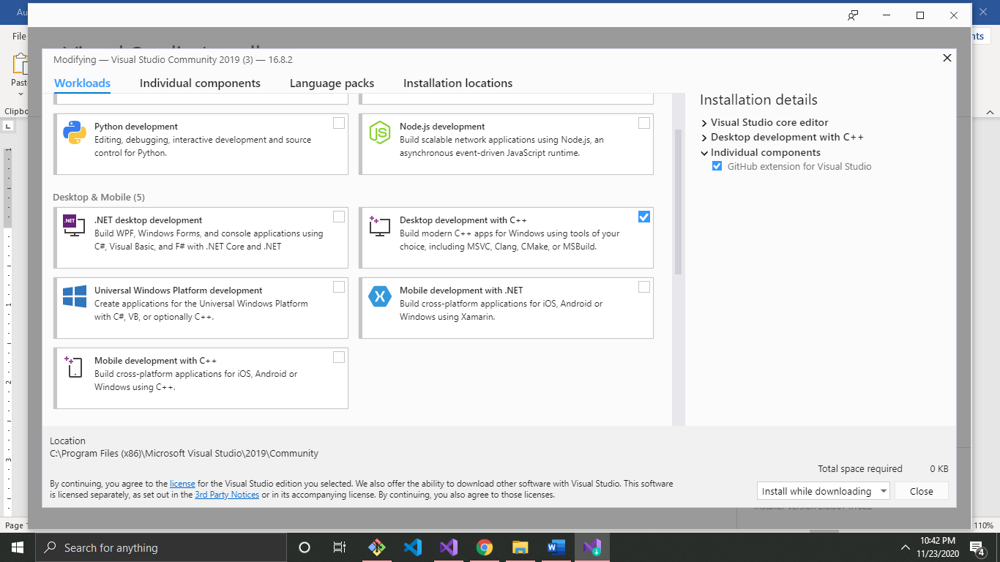 Au
File
nts
Paste
Clipbo
Modifying — Visual Studio Community 2019 (3) — 16.8.2
Workloads
Individual components
Language packs
Installation locations
Python development
Editing, debugging, interactive development and source
control for Python.
Node.js development
Build scalable network applications using Node.js, an
asynchronous event-driven JavaScript runtime.
Desktop & Mobile (5)
.NET desktop development
Build WPF, Windows Forms, and console applications using
C#, Visual Basic, and F# with .NET Core and .NET
Desktop development with C++
Build modern C++ apps for Windows using tools of your
choice, including MSVC, Clang, CMake, or MSBuild.
Universal Windows Platform development
Create applications for the Universal Windows Platform
with C#, VB, or optionally C++.
Mobile development with .NET
Build cross-platform applications for iOS, Android or
Windows using Xamarin.
Mobile development with C++
Build cross-platform applications for iOS, Android or
Windows using C++.
Installation details
Visual Studio core editor
Desktop development with C++
Individual components
GitHub extension for Visual Studio
Location
C:\Program Files (x86)\Microsoft Visual Studio\2019\Community
Total space required 0 KB
By continuing, you agree to the license for the Visual Studio edition you selected. We also offer the ability to download other software with Visual Studio. This software
is licensed separately, as set out in the 3rd Party Notices or in its accompanying license. By continuing, you also agree to those licenses.
Install while downloading
Close
Page
110%
Search for anything
10:42 PM
11/23/2020
4